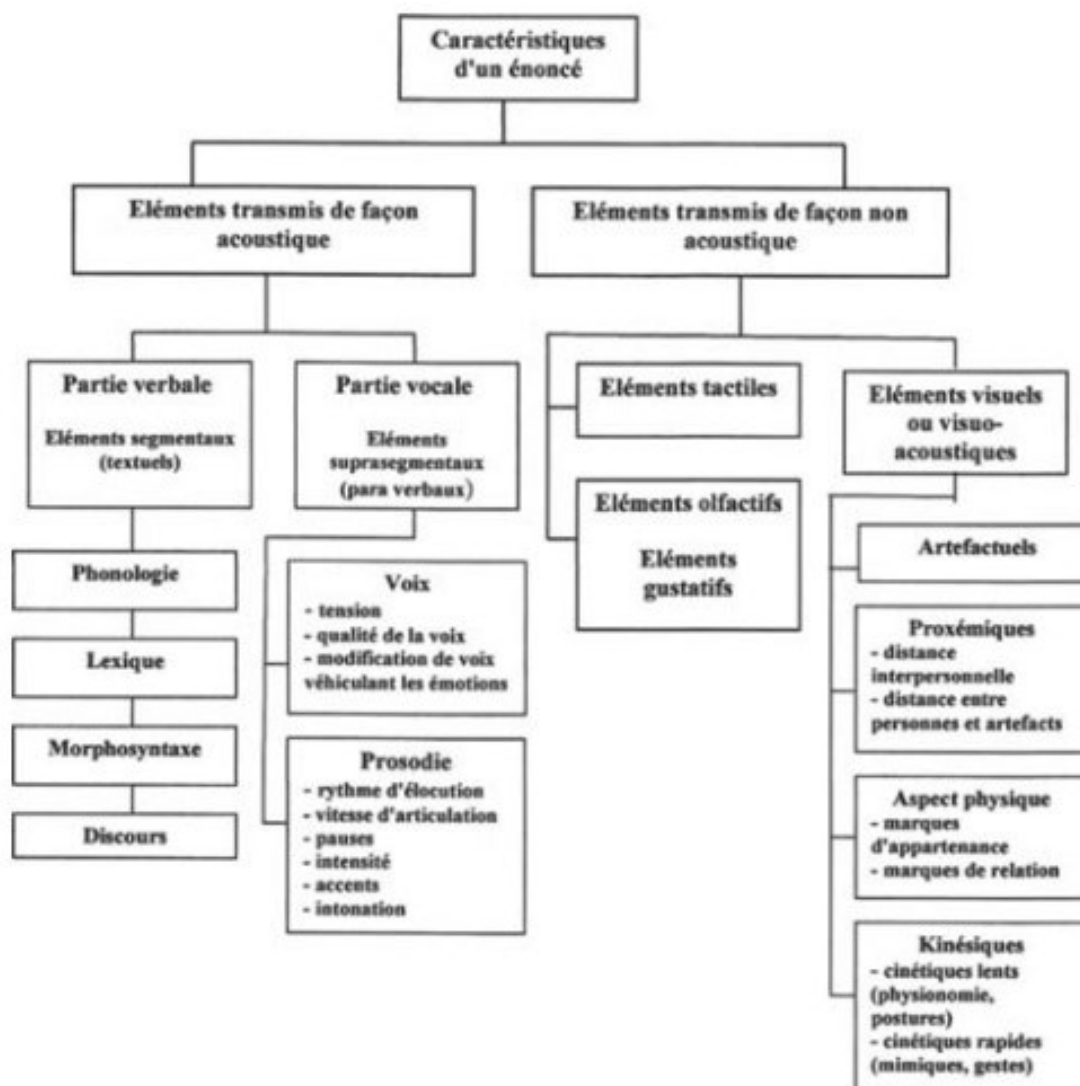 Caractéristiques
d'un énoncé
Eléments transmis de façon
acoustique
Eléments transmis de façon non
acoustique
Partie verbale
Eléments segmentaux
(textuels)
Partie vocale
Eléments
suprasegmentaux
(para verbaux)
Eléments tactiles
Eléments visuels
ou visuo-
acoustiques
Eléments olfactifs
Eléments
gustatifs
Phonologie
Lexique
Morphosyntaxe
Discours
Voix
- tension
- qualité de la voix
- modification de voix
véhiculant les émotions
Prosodie
- rythme d'élocution
- vitesse d'articulation
- pauses
- intensité
- accents
- intonation
Artefactuels
Proxémiques
- distance
interpersonnelle
- distance entre
personnes et artefacts
Aspect physique
- marques
d'appartenance
- marques de relation
Kinésiques
- cinétiques lents
(physionomie,
postures)
- cinétiques rapides
(mimiques, gestes)